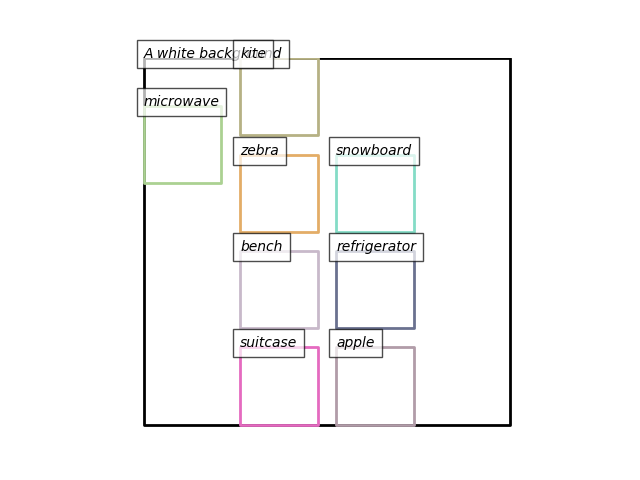 A white background
kite
microwave
zebra
snowboard
bench
refrigerator
suitcase
apple